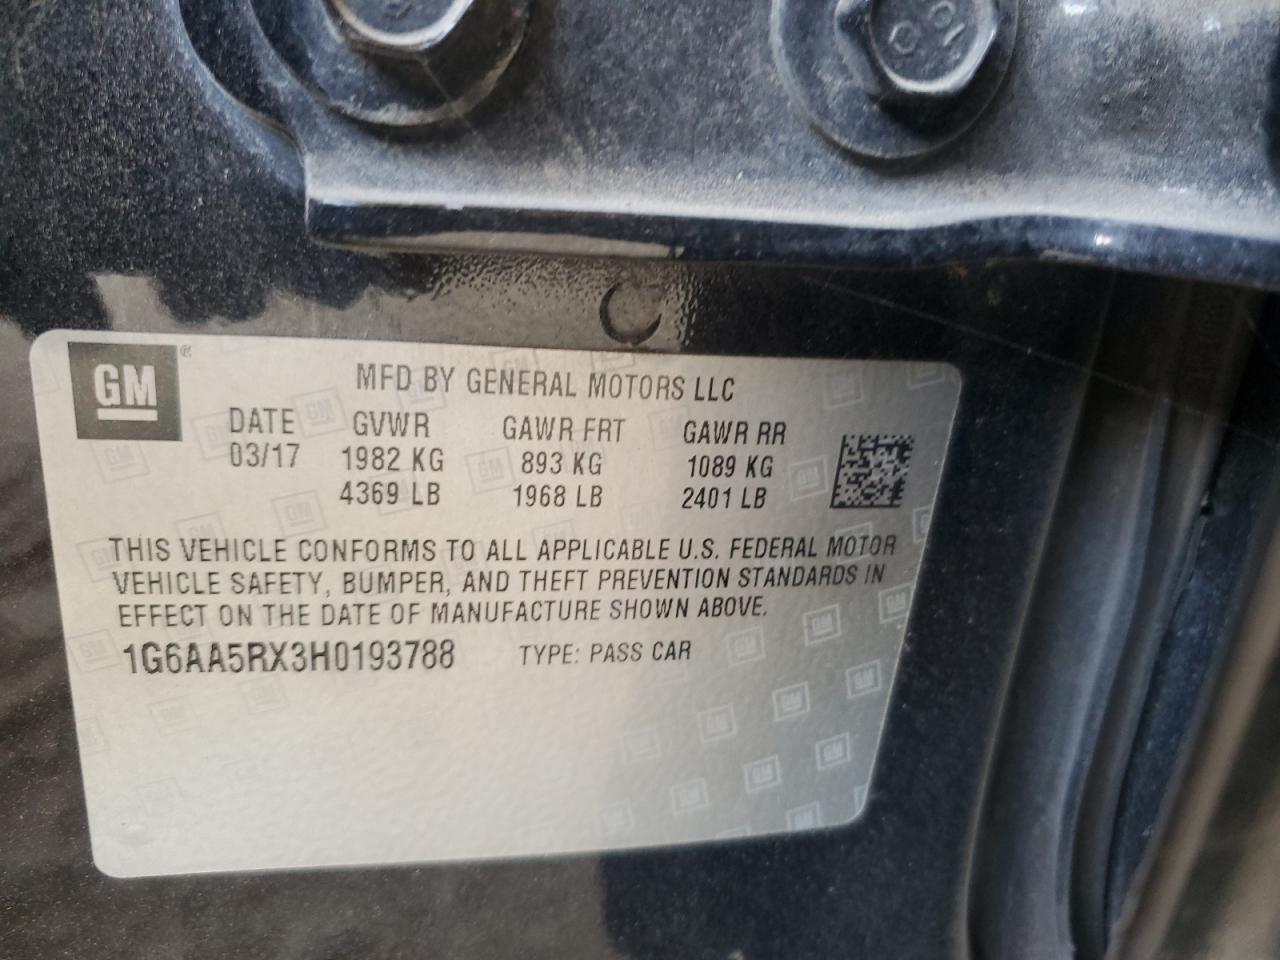 GM
MFD BY GENERAL MOTORS LLC
DATE GVWR GAWR FRT GAWR RR
03/17 1982 KG 893 KG 1089 KG
4369 LB 1968 LB 2401 LB
THIS VEHICLE CONFORMS TO ALL APPLICABLE U.S. FEDERAL MOTOR
VEHICLE SAFETY, BUMPER, AND THEFT PREVENTION STANDARDS IN
EFFECT ON THE DATE OF MANUFACTURE SHOWN ABOVE.
1G6AA5RX3H0193788 TYPE: PASS CAR